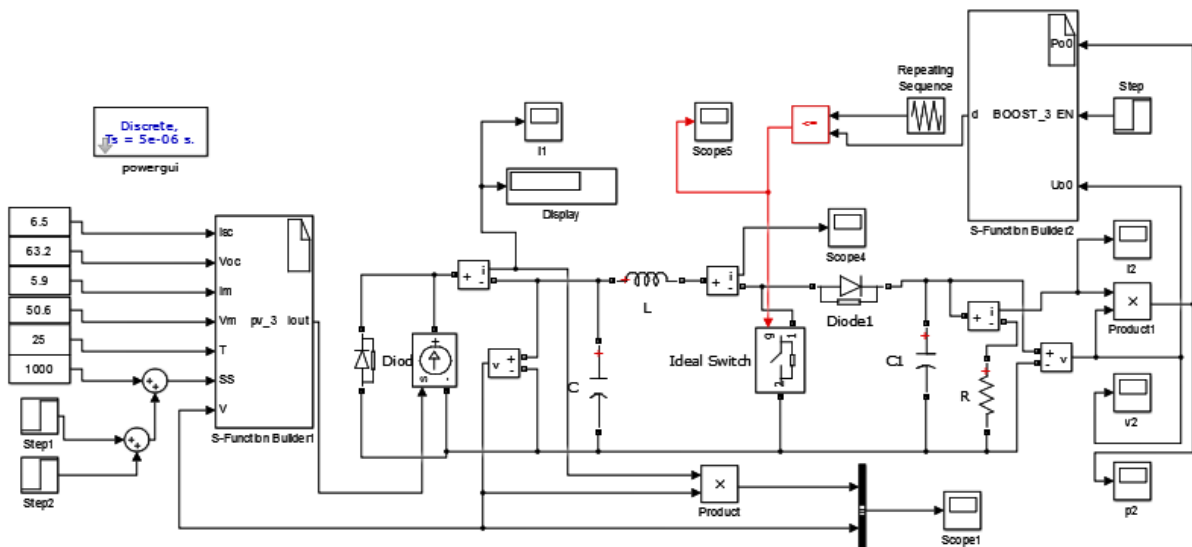 Discrete,
Ts = 5e-06 s.
powergui
6.5
63.2
5.9
50.6
25
1000
Step1
Step2
Isc
Voc
Im
Vm
T
SS
V
pv_3
Iout
S-Function Builder1
Diod
s
+
-
i
+
-
I1
Display
v
+
-
C
L
+
i
-
Scope4
Scope5
<=
Repeating
Sequence
d
BOOST_3
Po0
EN
Ub0
S-Function Builder2
Step
Diode1
g
1
2
Ideal Switch
C1
+
i
-
R
+
-
v
I2
×
Product1
v2
p2
×
Product
Scope1